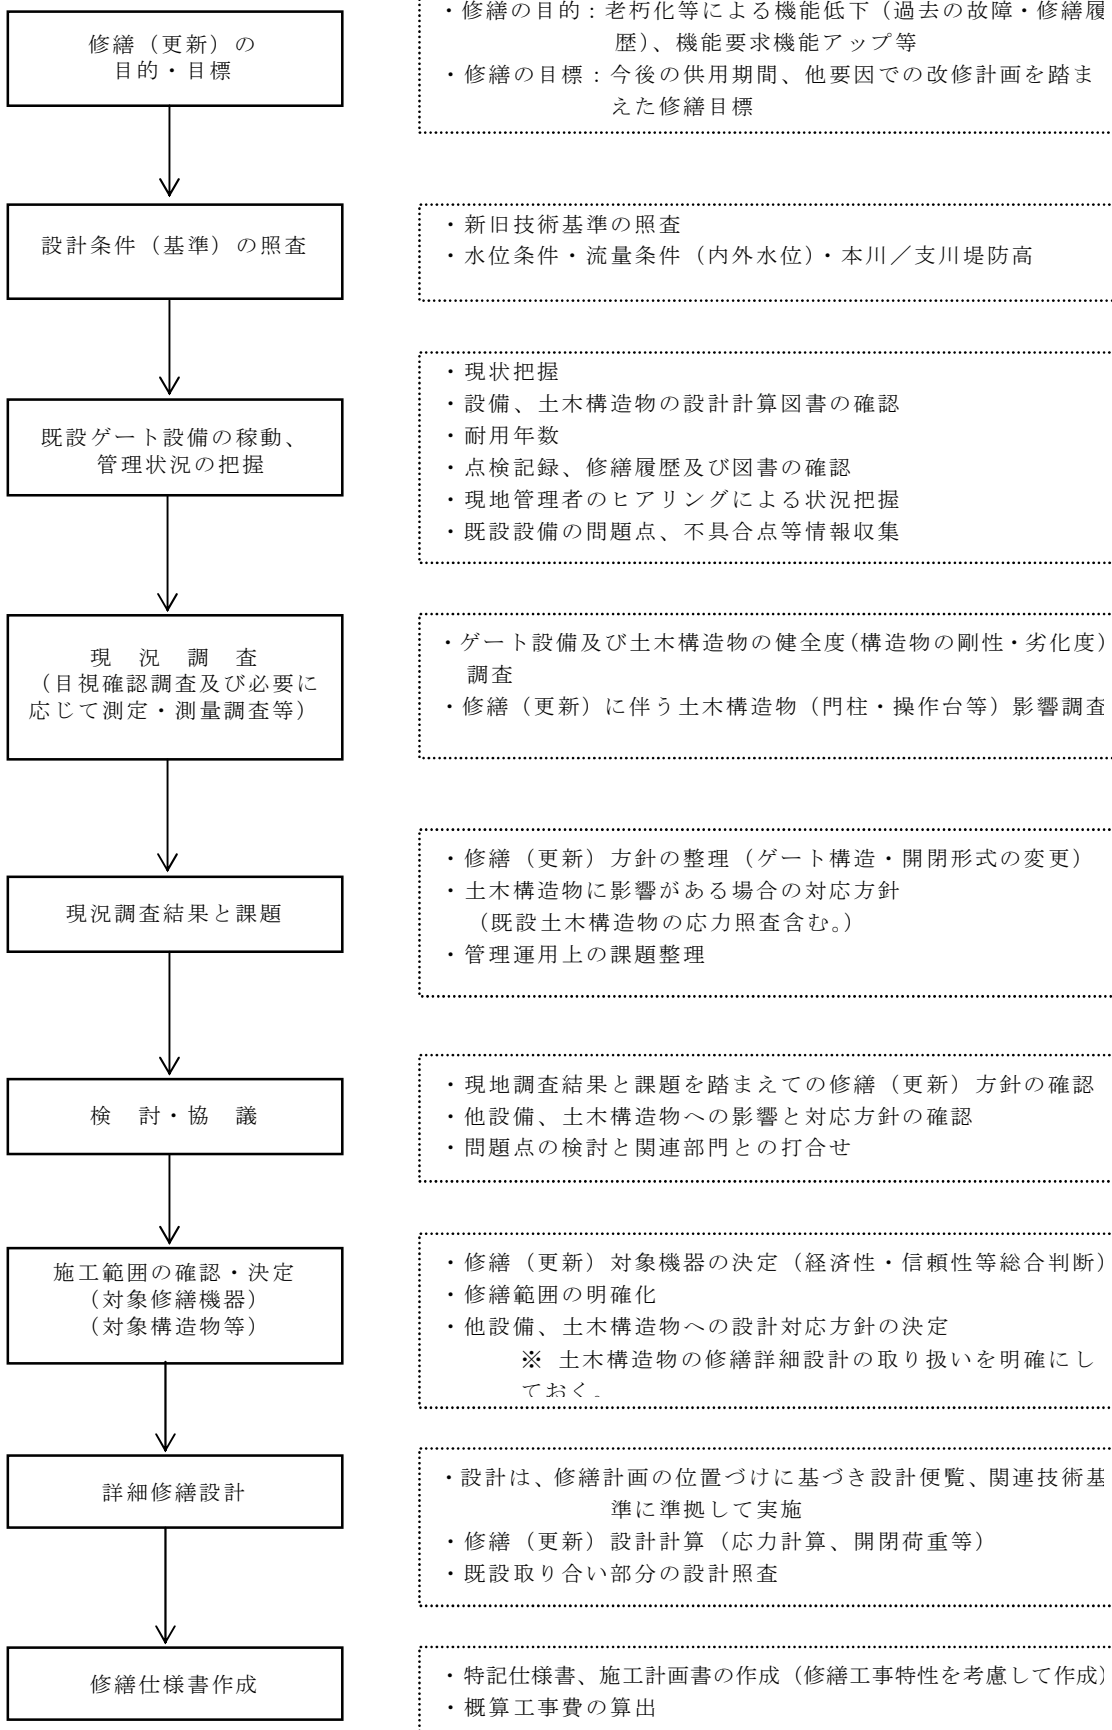 修繕（更新）の
目的・目標
・修繕の目的：老朽化等による機能低下（過去の故障・修繕履
歴）、機能要求機能アップ等
・修繕の目標：今後の供用期間、他要因での改修計画を踏ま
えた修繕目標
設計条件（基準）の照査
・新旧技術基準の照査
・水位条件・流量条件（内外水位）・本川／支川堤防高
既設ゲート設備の稼動、
管理状況の把握
・現状把握
・設備、土木構造物の設計計算図書の確認
・耐用年数
・点検記録、修繕履歴及び図書の確認
・現地管理者のヒアリングによる状況把握
・既設設備の問題点、不具合点等情報収集
現　況　調　査
（目視確認調査及び必要に
応じて測定・測量調査等）
・ゲート設備及び土木構造物の健全度（構造物の剛性・劣化度）
調査
・修繕（更新）に伴う土木構造物（門柱・操作台等）影響調査
現況調査結果と課題
・修繕（更新）方針の整理（ゲート構造・開閉形式の変更）
・土木構造物に影響がある場合の対応方針
（既設土木構造物の応力照査含む。）
・管理運用上の課題整理
検　討・協　議
・現地調査結果と課題を踏まえての修繕（更新）方針の確認
・他設備、土木構造物への影響と対応方針の確認
・問題点の検討と関連部門との打合せ
施工範囲の確認・決定
（対象修繕機器）
（対象構造物等）
・修繕（更新）対象機器の決定（経済性・信頼性等総合判断）
・修繕範囲の明確化
・他設備、土木構造物への設計対応方針の決定
※ 土木構造物の修繕詳細設計の取り扱いを明確にし
ておく。
詳細修繕設計
・設計は、修繕計画の位置づけに基づき設計便覧、関連技術基
準に準拠して実施
・修繕（更新）設計計算（応力計算、開閉荷重等）
・既設取り合い部分の設計照査
修繕仕様書作成
・特記仕様書、施工計画書の作成（修繕工事特性を考慮して作成）
・概算工事費の算出